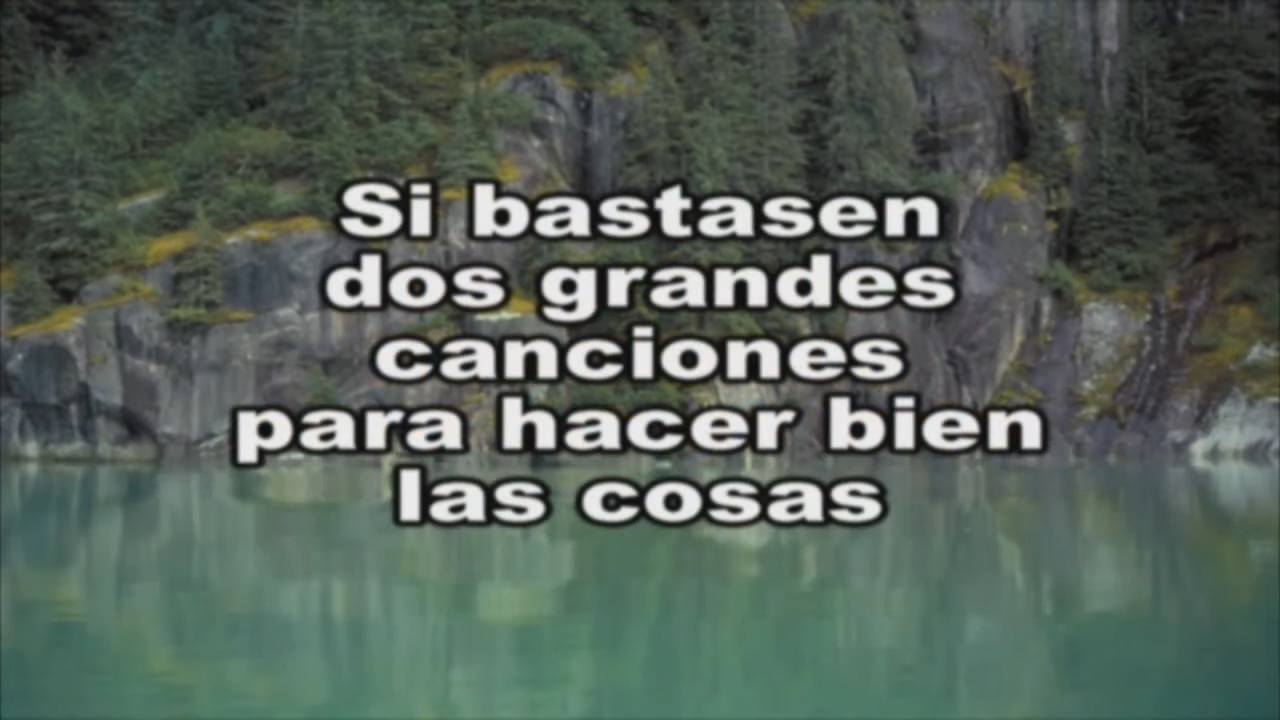 Si bastasen
dos grandes
canciones
para hacer bien
las cosas